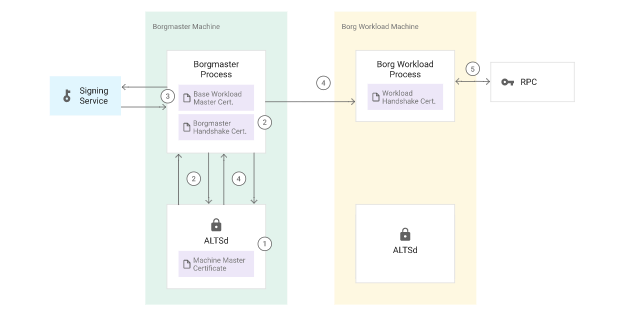 Borgmaster Machine
Borg Workload Machine
Borgmaster
Process
Base Workload
Master Cert.
Borgmaster
Handshake Cert.
Signing
Service
3
2
4
Borg Workload
Process
Workload
Handshake Cert.
5
RPC
2
4
ALTSd
1
Machine Master
Certificate
ALTSd